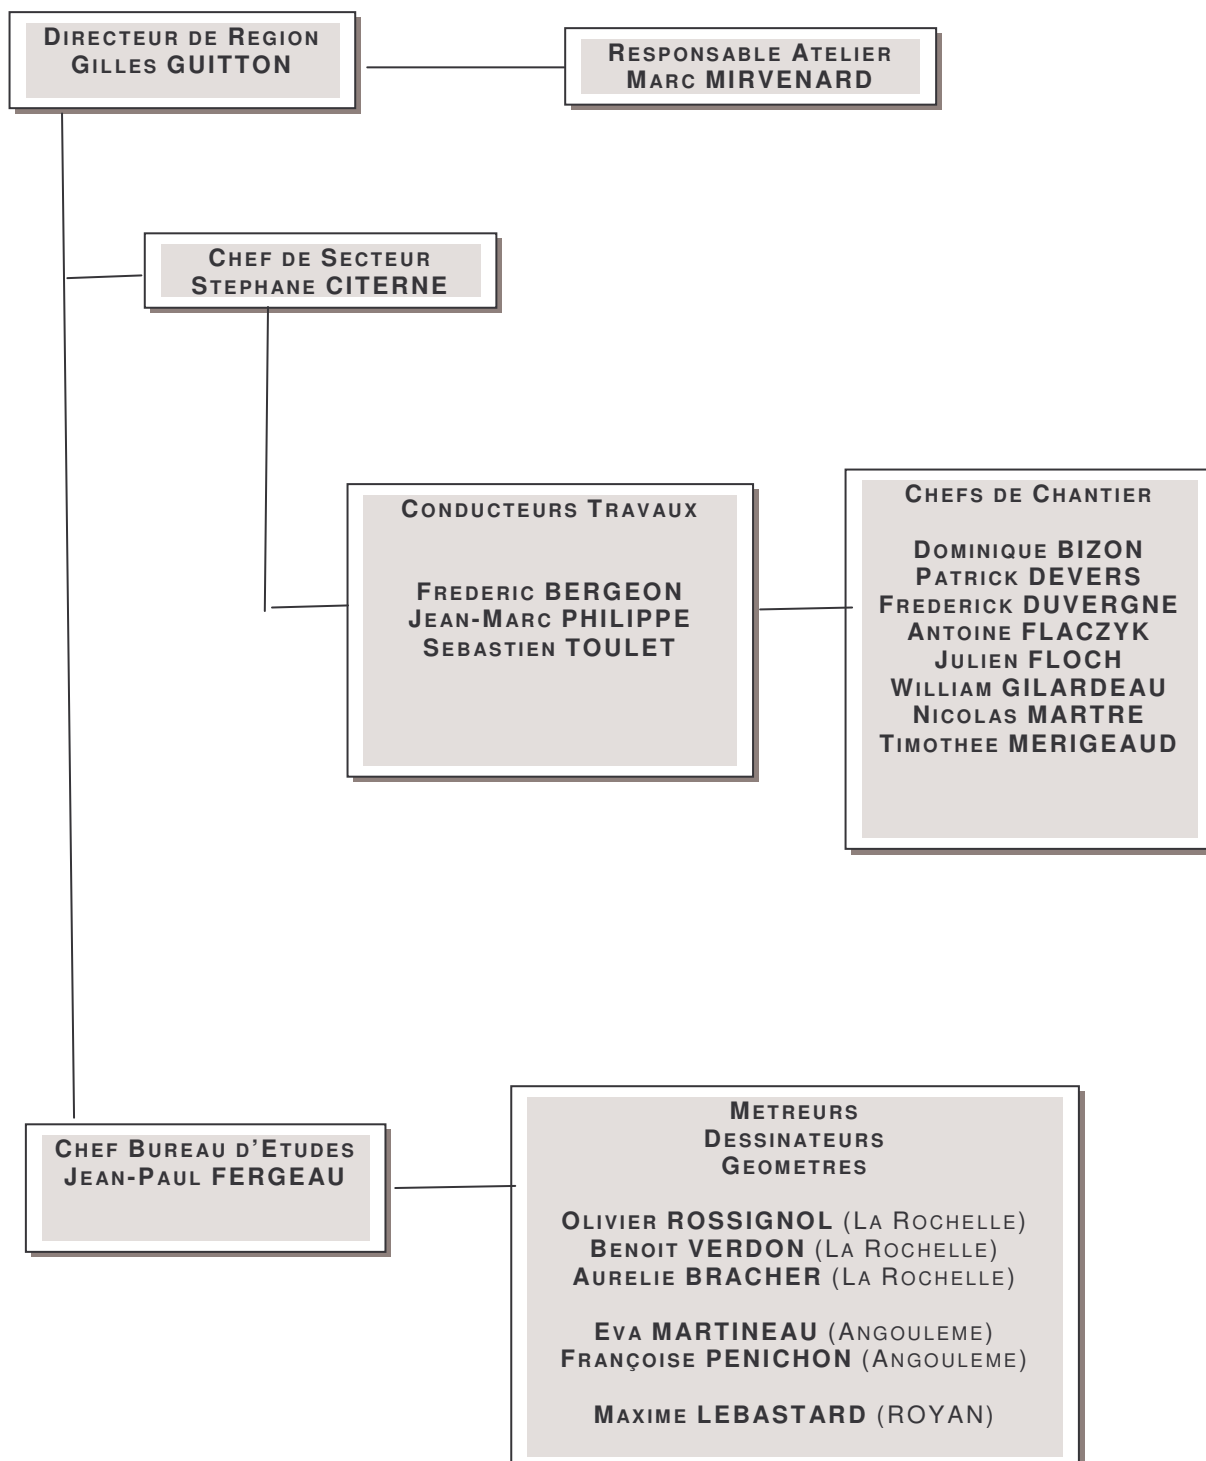 DIRECTEUR DE REGION
GILLES GUITTON
RESPONSABLE ATELIER
MARC MIRVENARD
CHEF DE SECTEUR
STEPHANE CITERNE
CONDUCTEURS TRAVAUX
FREDERIC BERGEON
JEAN-MARC PHILIPPE
SEBASTIEN TOULET
CHEFS DE CHANTIER
DOMINIQUE BIZON
PATRICK DEVERS
FREDERICK DUVERGNE
ANTOINE FLACZYK
JULIEN FLOCH
WILLIAM GILARDEAU
NICOLAS MARTRE
TIMOTHEE MERIGEAUD
CHEF BUREAU D’ETUDES
JEAN-PAUL FERGEAU
METREURS
DESSINATEURS
GEOMETRES
OLIVIER ROSSIGNOL (LA ROCHELLE)
BENOIT VERDON (LA ROCHELLE)
AURELIE BRACHER (LA ROCHELLE)
EVA MARTINEAU (ANGOULEME)
FRANÇOISE PENICHON (ANGOULEME)
MAXIME LEBASTARD (ROYAN)